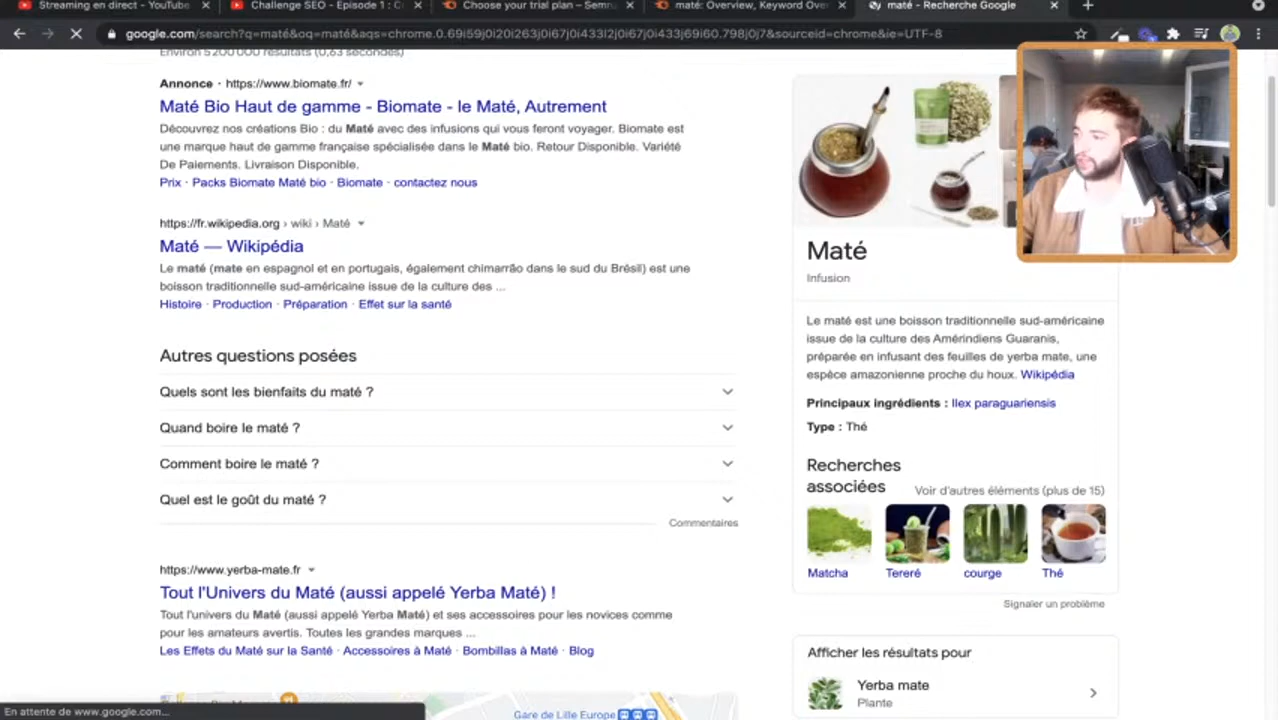 Streaming en direct - YouTube
Challenge SEO - Episode 1 :
Choose your trial plan – Semr
maté: Overview, Keyword Ove
maté - Recherche Google
google.com/search?q=maté&oq=maté&aqs=chrome.0.69i59j0i20i263j0i67j0i433i12j0i67j0i433j69i60.798j0j7&sourceid=chrome&ie=UTF-8
Environ 5 200 000 résultats (0,63 secondes)
Annonce · https://www.biomate.fr/
Maté Bio Haut de gamme - Biomate - le Maté, Autrement
Découvrez nos créations Bio : du Maté avec des infusions qui vous feront voyager. Biomate est
une marque haut de gamme française spécialisée dans le Maté bio. Retour Disponible. Variété
De Paiements. Livraison Disponible.
Prix · Packs Biomate Maté bio · Biomate · contactez nous
https://fr.wikipedia.org › wiki › Maté
Maté — Wikipédia
Le maté (mate en espagnol et en portugais, également chimarrão dans le sud du Brésil) est une
boisson traditionnelle sud-américaine issue de la culture des ...
Histoire · Production · Préparation · Effet sur la santé
Autres questions posées
Quels sont les bienfaits du maté ?
Quand boire le maté ?
Comment boire le maté ?
Quel est le goût du maté ?
Commentaires
https://www.yerba-mate.fr
Tout l'Univers du Maté (aussi appelé Yerba Maté) !
Tout l'univers du Maté (aussi appelé Yerba Maté) et ses accessoires pour les novices comme
pour les amateurs avertis. Toutes les grandes marques ...
Les Effets du Maté sur la Santé · Accessoires à Maté · Bombillas à Maté · Blog
Gare de Lille Europe
En attente de www.google.com...
Maté
Infusion
Le maté est une boisson traditionnelle sud-américaine
issue de la culture des Amérindiens Guaranis,
préparée en infusant des feuilles de yerba mate, une
espèce amazonienne proche du houx. Wikipédia
Principaux ingrédients : Ilex paraguariensis
Type : Thé
Recherches
associées
Voir d'autres éléments (plus de 15)
Matcha
Tereré
courge
Thé
Signaler un problème
Afficher les résultats pour
Yerba mate
Plante